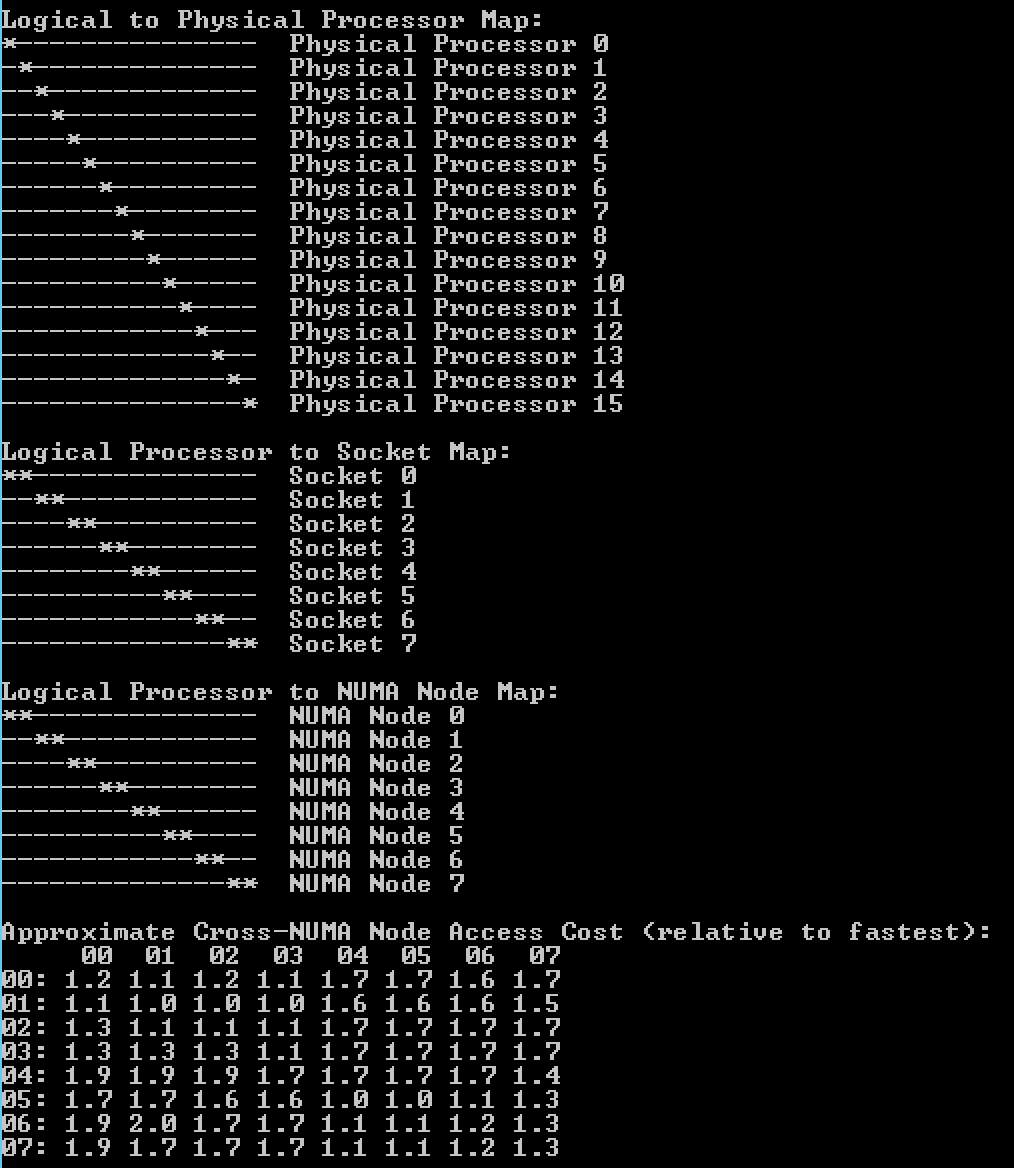 Logical to Physical Processor Map:
*---------------  Physical Processor 0
-*--------------  Physical Processor 1
--*-------------  Physical Processor 2
---*------------  Physical Processor 3
----*-----------  Physical Processor 4
-----*----------  Physical Processor 5
------*---------  Physical Processor 6
-------*--------  Physical Processor 7
--------*-------  Physical Processor 8
---------*------  Physical Processor 9
----------*-----  Physical Processor 10
-----------*----  Physical Processor 11
------------*---  Physical Processor 12
-------------*--  Physical Processor 13
--------------*-  Physical Processor 14
---------------*  Physical Processor 15
Logical Processor to Socket Map:
**--------------  Socket 0
--**------------  Socket 1
----**----------  Socket 2
------**--------  Socket 3
--------**------  Socket 4
----------**----  Socket 5
------------**--  Socket 6
--------------**  Socket 7
Logical Processor to NUMA Node Map:
**--------------  NUMA Node 0
--**------------  NUMA Node 1
----**----------  NUMA Node 2
------**--------  NUMA Node 3
--------**------  NUMA Node 4
----------**----  NUMA Node 5
------------**--  NUMA Node 6
--------------**  NUMA Node 7
Approximate Cross-NUMA Node Access Cost (relative to fastest):
     00  01  02  03  04  05  06  07
00: 1.2 1.1 1.2 1.1 1.7 1.7 1.6 1.7
01: 1.1 1.0 1.0 1.0 1.6 1.6 1.6 1.5
02: 1.3 1.1 1.1 1.1 1.7 1.7 1.7 1.7
03: 1.3 1.3 1.3 1.1 1.7 1.7 1.7 1.7
04: 1.9 1.9 1.9 1.7 1.7 1.7 1.7 1.4
05: 1.7 1.7 1.6 1.6 1.0 1.0 1.1 1.3
06: 1.9 2.0 1.7 1.7 1.1 1.1 1.2 1.3
07: 1.9 1.7 1.7 1.7 1.1 1.1 1.2 1.3